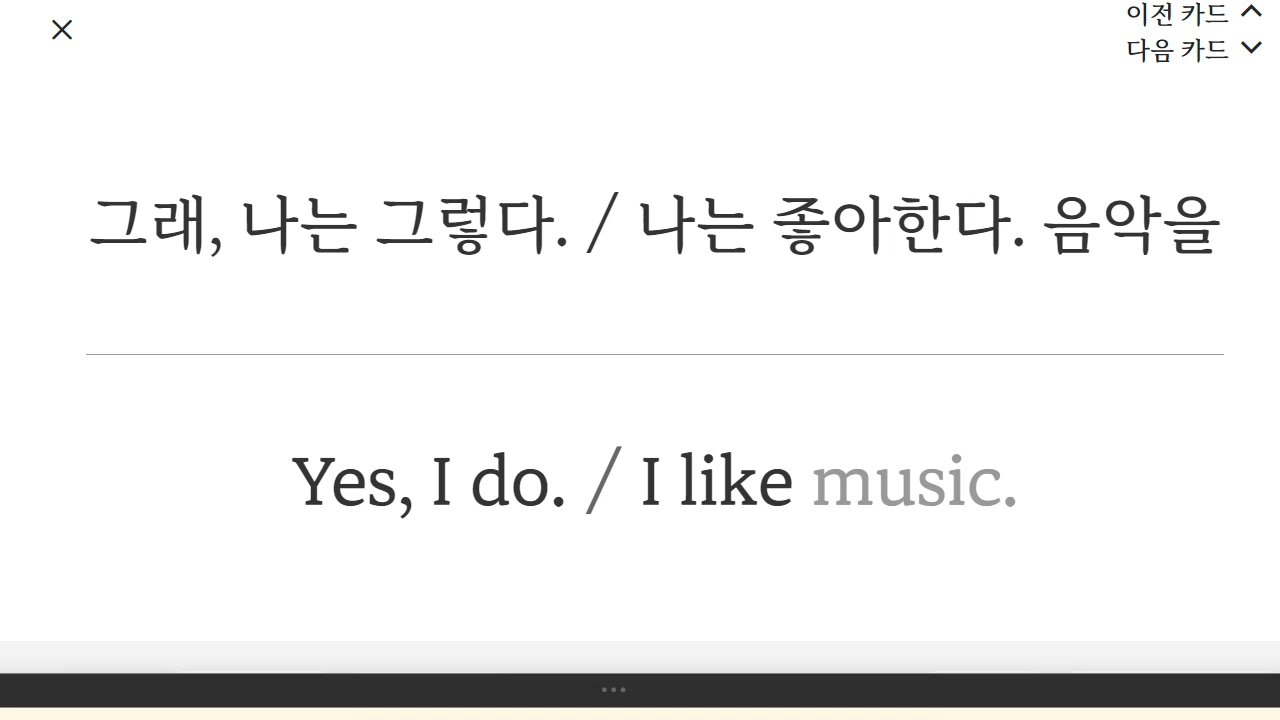 이전 카드
다음 카드
그래, 나는 그렇다. / 나는 좋아한다. 음악을
Yes, I do. / I like music.